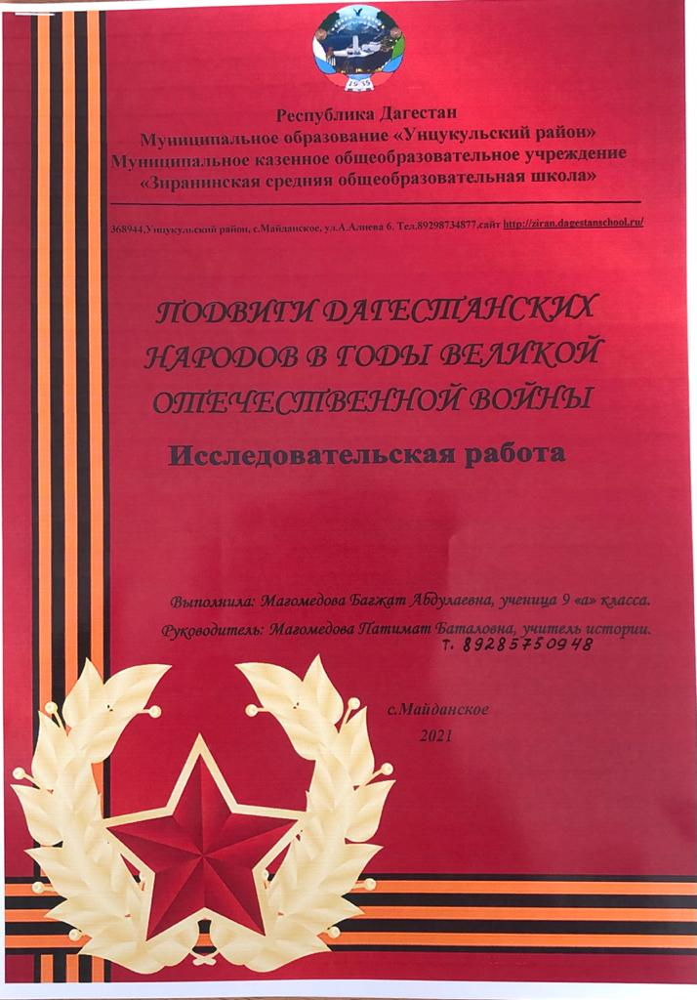 1935
Республика Дагестан
Муниципальное образование «Унцукульский район»
Муниципальное казенное общеобразовательное учреждение
«Зиранинская средняя общеобразовательная школа»
368944,Унцукульский район, с.Майданское, ул.А.Алиева 6. Тел.89298734877,сайт http://ziran.dagestanschool.ru/
ПОДВИГИ ДАГЕСТАНСКИХ
НАРОДОВ В ГОДЫ ВЕЛИКОЙ
ОТЕЧЕСТВЕННОЙ ВОЙНЫ
Исследовательская работа
Выполнила: Магомедова Багжат Абдулаевна, ученица 9 «а» класса.
Руководитель: Магомедова Патимат Баталовна, учитель истории.
т. 89285750948
с.Майданское
2021